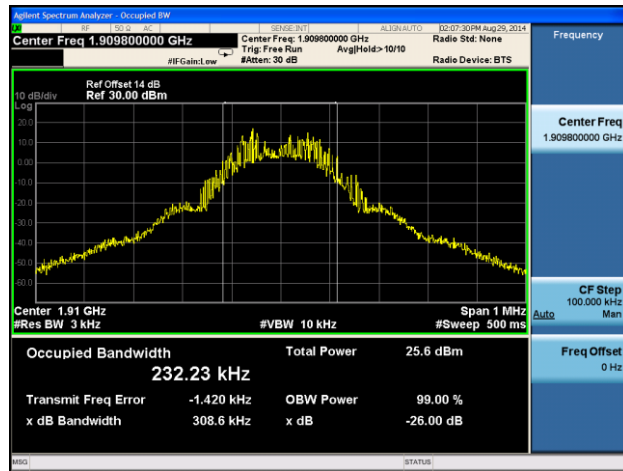 Agilent Spectrum Analyzer - Occupied BW
RF 50 Ω AC SENSE:INT ALIGNAUTO 02:07:30 PM Aug 29, 2014
Center Freq 1.909800000 GHz
Center Freq: 1.909800000 GHz
Trig: Free Run Avg|Hold:>10/10
#IFGain:Low #Atten: 30 dB
Radio Std: None
Radio Device: BTS
Frequency
Ref Offset 14 dB
10 dB/div Ref 30.00 dBm
Log
20.0
10.0
0.00
-10.0
-20.0
-30.0
-40.0
-50.0
-60.0
Center 1.91 GHz Span 1 MHz
#Res BW 3 kHz #VBW 10 kHz #Sweep 500 ms
Occupied Bandwidth Total Power 25.6 dBm
232.23 kHz
Transmit Freq Error -1.420 kHz OBW Power 99.00 %
x dB Bandwidth 308.6 kHz x dB -26.00 dB
Center Freq
1.909800000 GHz
CF Step
100.000 kHz
Auto Man
Freq Offset
0 Hz
MSG STATUS